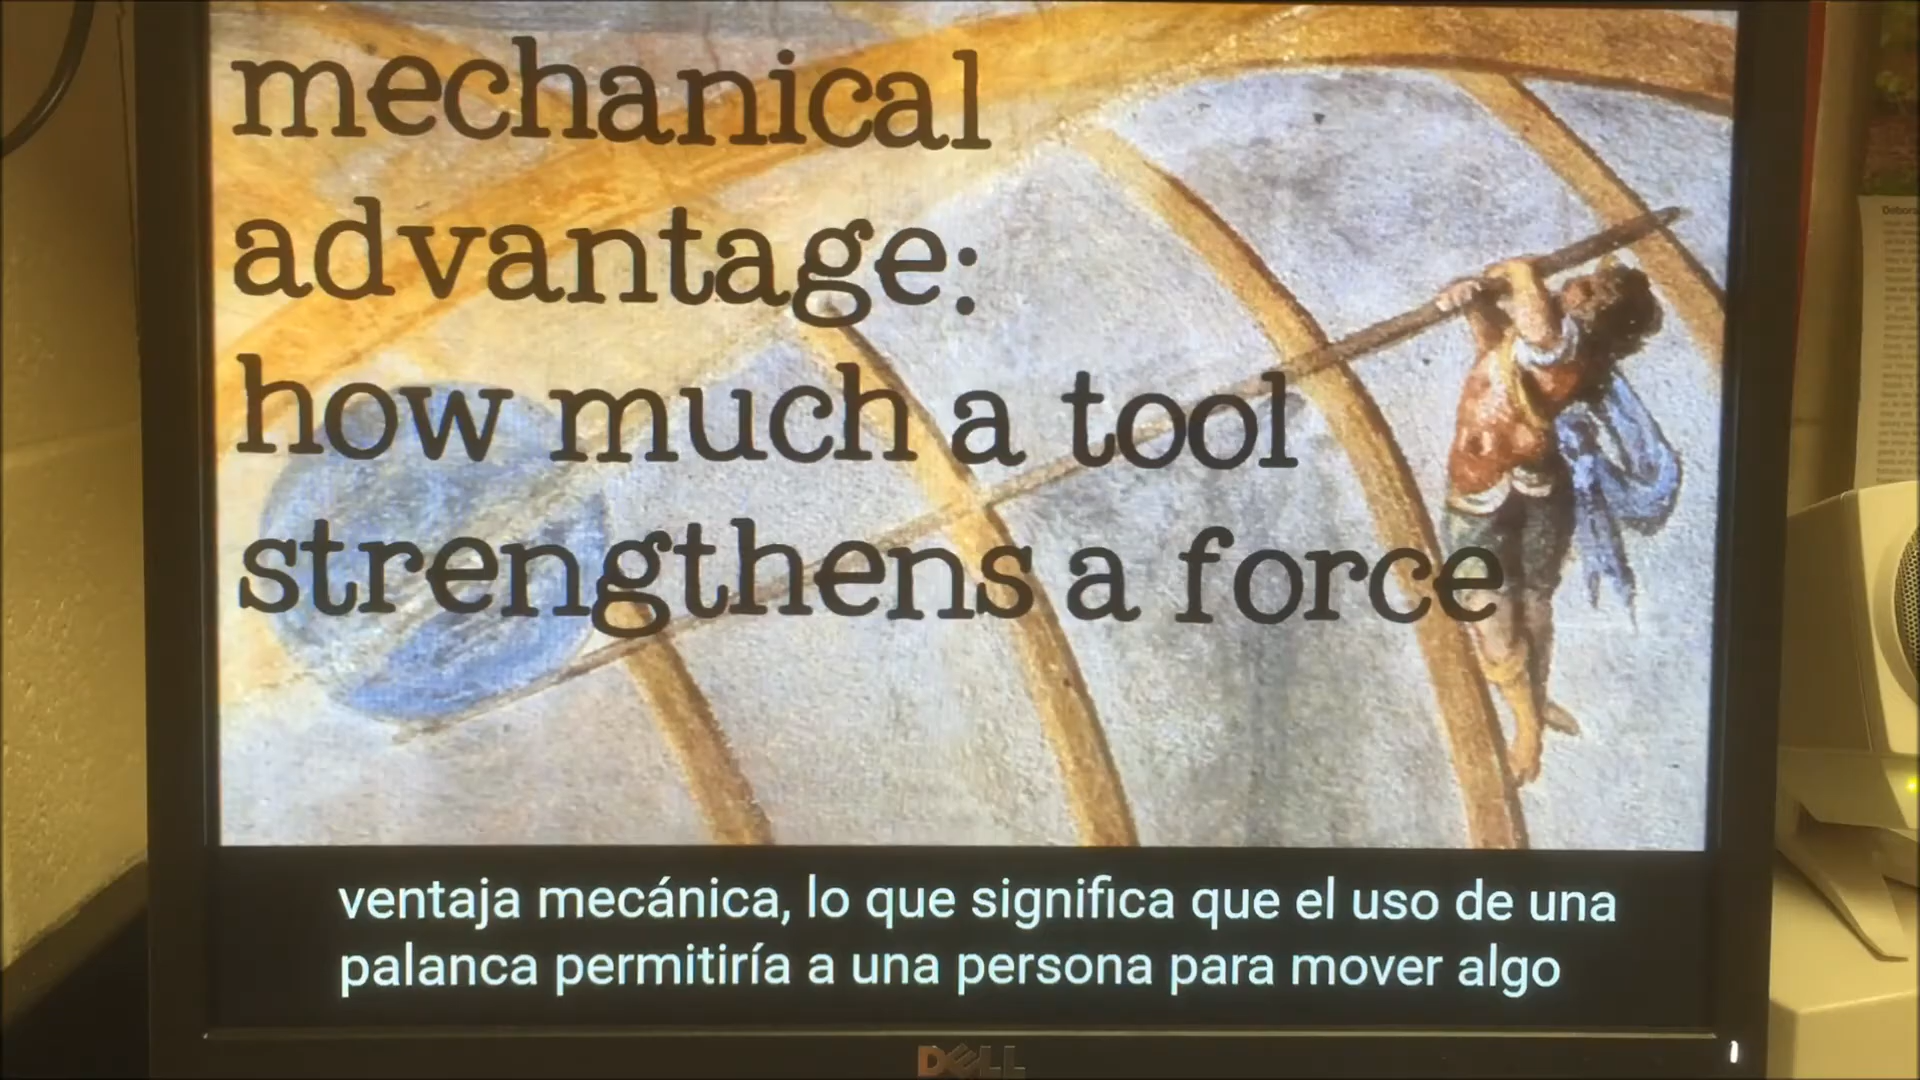 mechanical
advantage:
how much a tool
strengthens a force
ventaja mecánica, lo que significa que el uso de una
palanca permitiría a una persona para mover algo
DELL